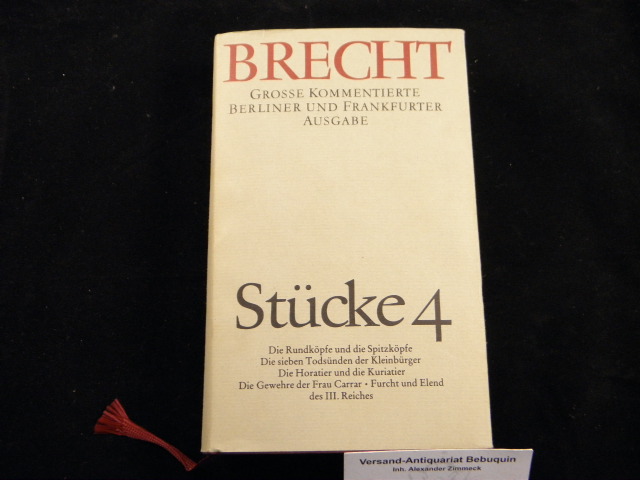 BRECHT
GROSSE KOMMENTIERTE
BERLINER UND FRANKFURTER
AUSGABE
Stücke 4
Die Rundköpfe und die Spitzköpfe
Die sieben Todsünden der Kleinbürger
Die Horatier und die Kuriatier
Die Gewehre der Frau Carrar • Furcht und Elend
des III. Reiches
Versand-Antiquariat Bebuquin
Inh. Alexander Zimmeck